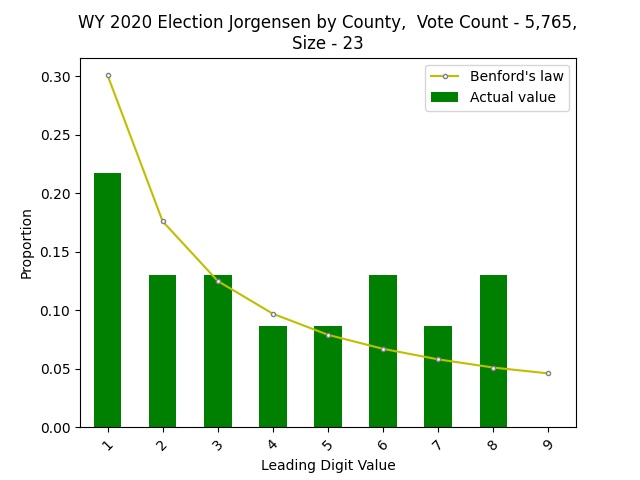 WY 2020 Election Jorgensen by County,  Vote Count - 5,765,
Size - 23
Benford's law
Actual value
0.30
0.25
0.20
0.15
0.10
0.05
0.00
Proportion
1
2
3
4
5
6
7
8
9
Leading Digit Value